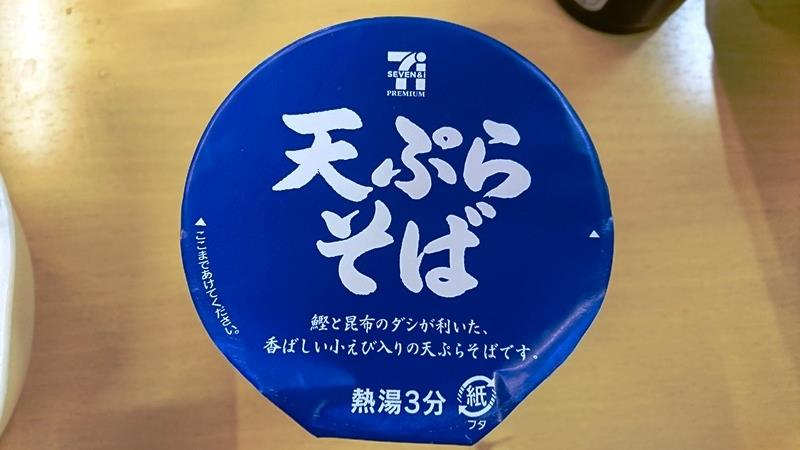 SEVEN&i
PREMIUM
天ぷら
そば
▲ここまであけてください。
鰹と昆布のダシが利いた、
香ばしい小えび入りの天ぷらそばです。
熱湯3分
紙
フタ